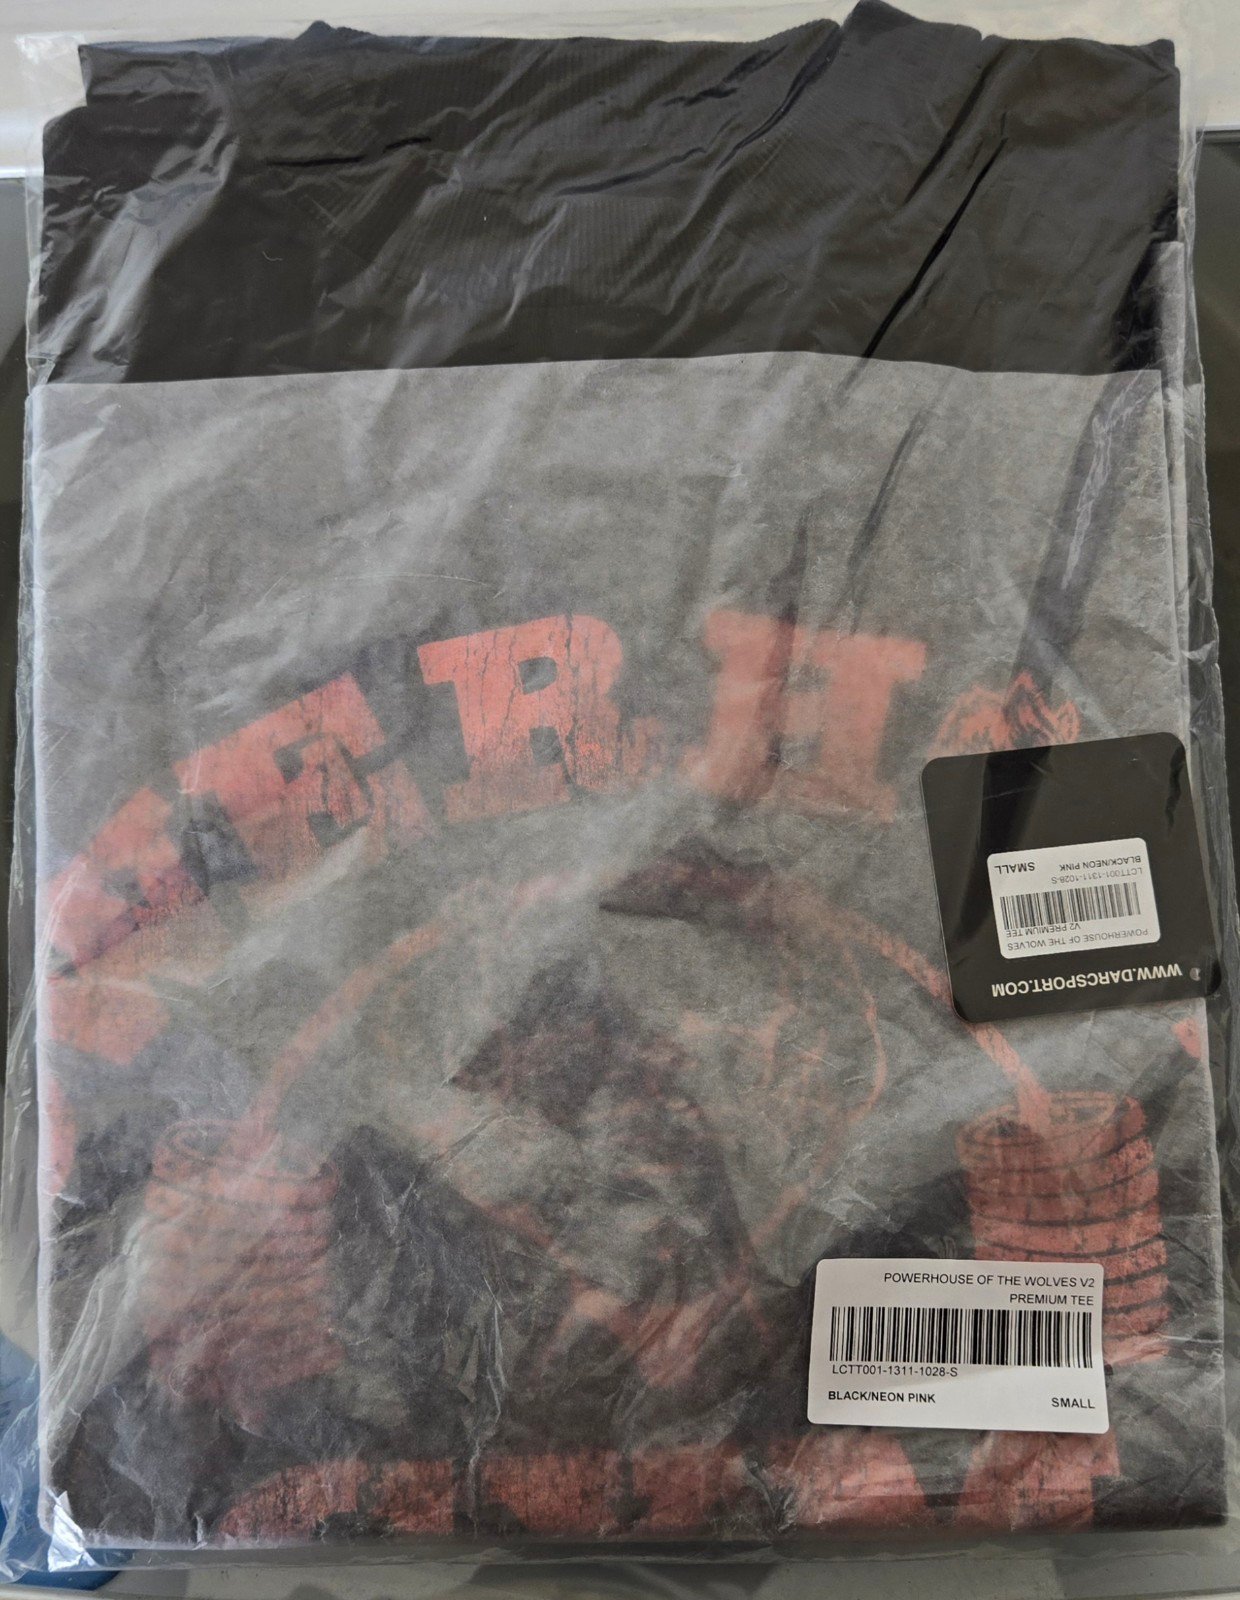 ERH
WWW.DARCSPORT.COM
POWERHOUSE OF THE WOLVES
V2 PREMIUM TEE
LCTT001-1311-1028-S
BLACK/NEON PINK SMALL
POWERHOUSE OF THE WOLVES V2
PREMIUM TEE
LCTT001-1311-1028-S
BLACK/NEON PINK SMALL